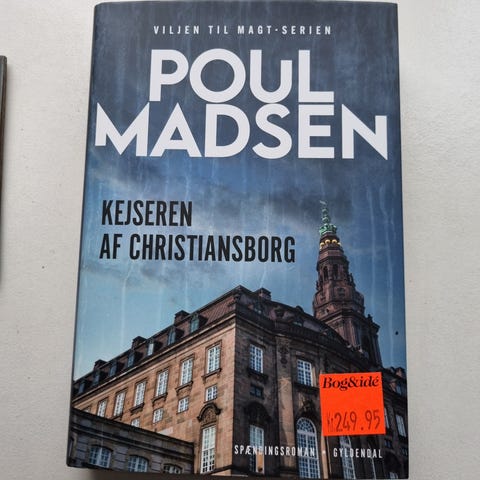 VILJEN TIL MAGT-SERIEN
POUL
MADSEN
KEJSEREN
AF CHRISTIANSBORG
Bog&idé
Kr249.95
SPÆNDINGSROMAN • GYLDENDAL